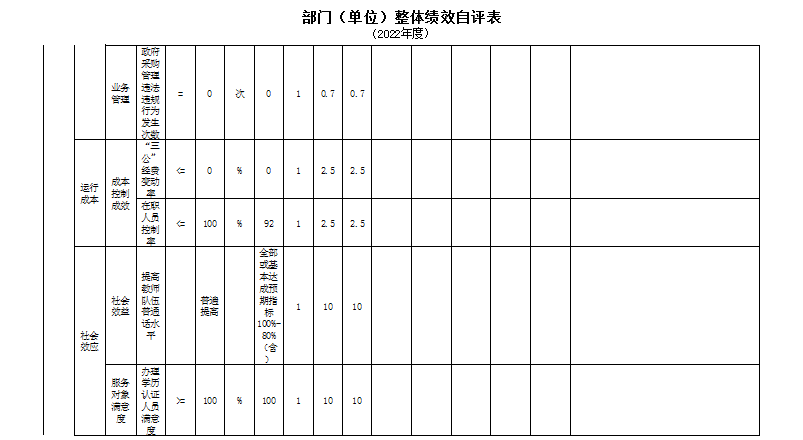 部门（单位）整体绩效自评表
（2022年度）
业务
管理
政府
采购
管理
违法
违规
行为
发生
次数
=
0
次
0
1
0.7
0.7
运行
成本
成本
控制
成效
“三
公”
经费
变动
率
<=
0
%
0
1
2.5
2.5
在职
人员
控制
率
<=
100
%
92
1
2.5
2.5
社会
效应
社会
效益
提高
教师
队伍
普通
话水
平
普遍
提高
全部
或基
本达
成预
期指
标
100%-
80%
（含
）
1
10
10
服务
对象
满意
度
办理
学历
认证
人员
满意
度
>=
100
%
100
1
10
10